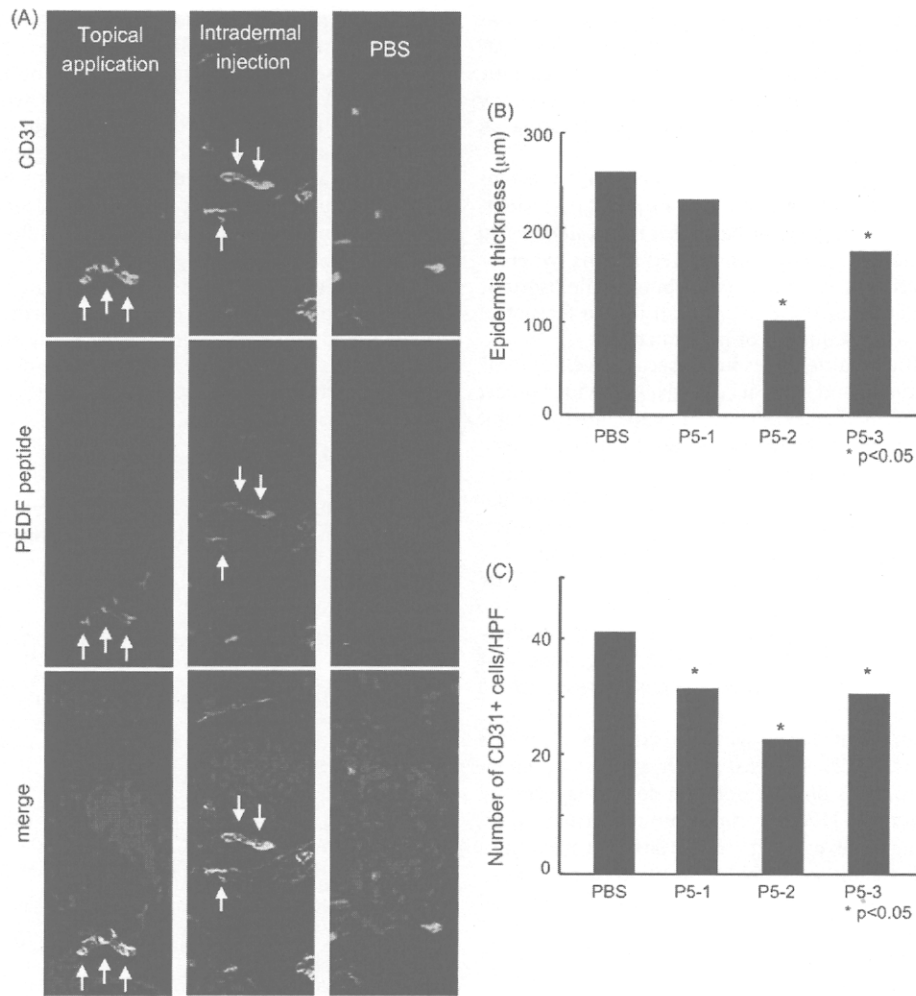 (A)
Topical
application
Intradermal
injection
PBS
CD31
PEDF peptide
merge
(B)
Epidermis thickness (μm)
300
200
100
0
*
*
PBS P5-1 P5-2 P5-3
* p<0.05
(C)
Number of CD31+ cells/HPF
40
20
0
*
*
*
PBS P5-1 P5-2 P5-3
* p<0.05